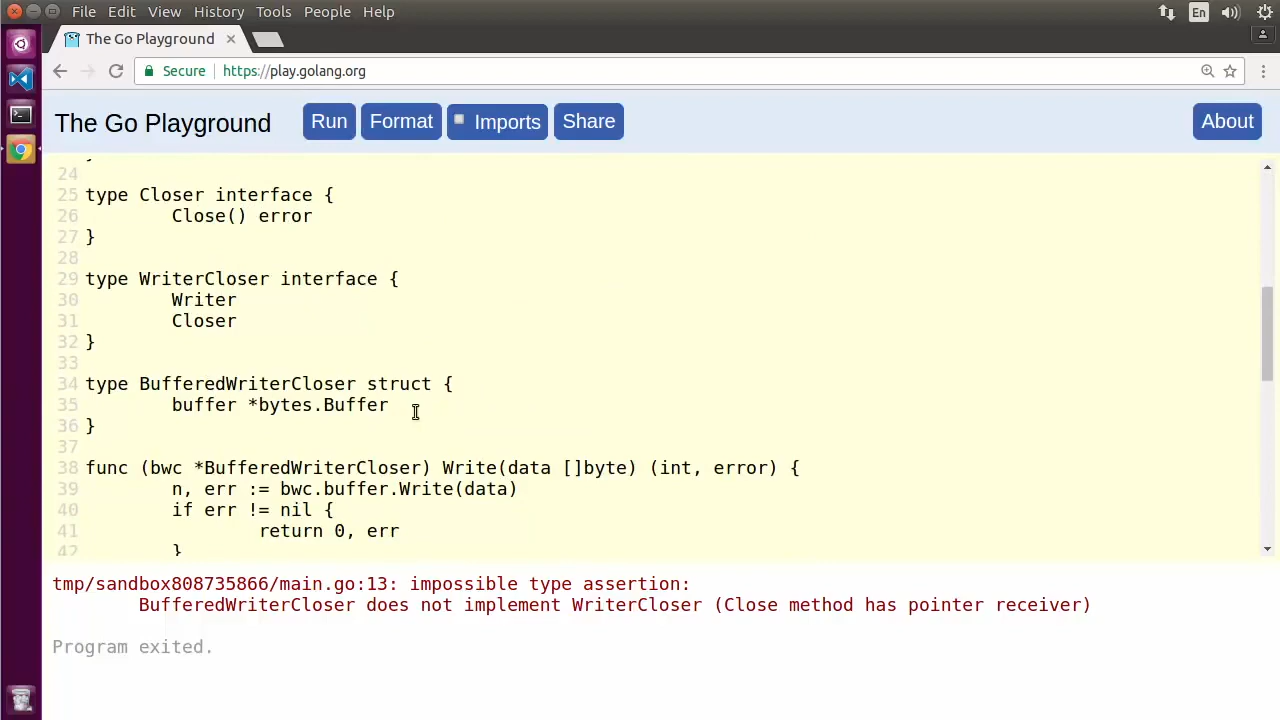 File Edit View History Tools People Help
En
The Go Playground
Secure https://play.golang.org
The Go Playground Run Format Imports Share About
24
25 type Closer interface {
26 Close() error
27 }
28
29 type WriterCloser interface {
30 Writer
31 Closer
32 }
33
34 type BufferedWriterCloser struct {
35 buffer *bytes.Buffer
36 }
37
38 func (bwc *BufferedWriterCloser) Write(data []byte) (int, error) {
39 n, err := bwc.buffer.Write(data)
40 if err != nil {
41 return 0, err
42 }
tmp/sandbox808735866/main.go:13: impossible type assertion:
BufferedWriterCloser does not implement WriterCloser (Close method has pointer receiver)
Program exited.